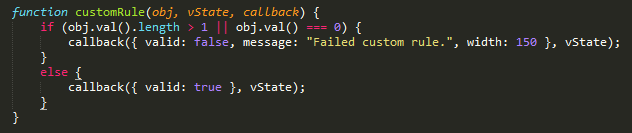 function customRule(obj, vState, callback) {
    if (obj.val().length > 1 || obj.val() === 0) {
        callback({ valid: false, message: "Failed custom rule.", width: 150 }, vState);
    }
    else {
        callback({ valid: true }, vState);
    }
}